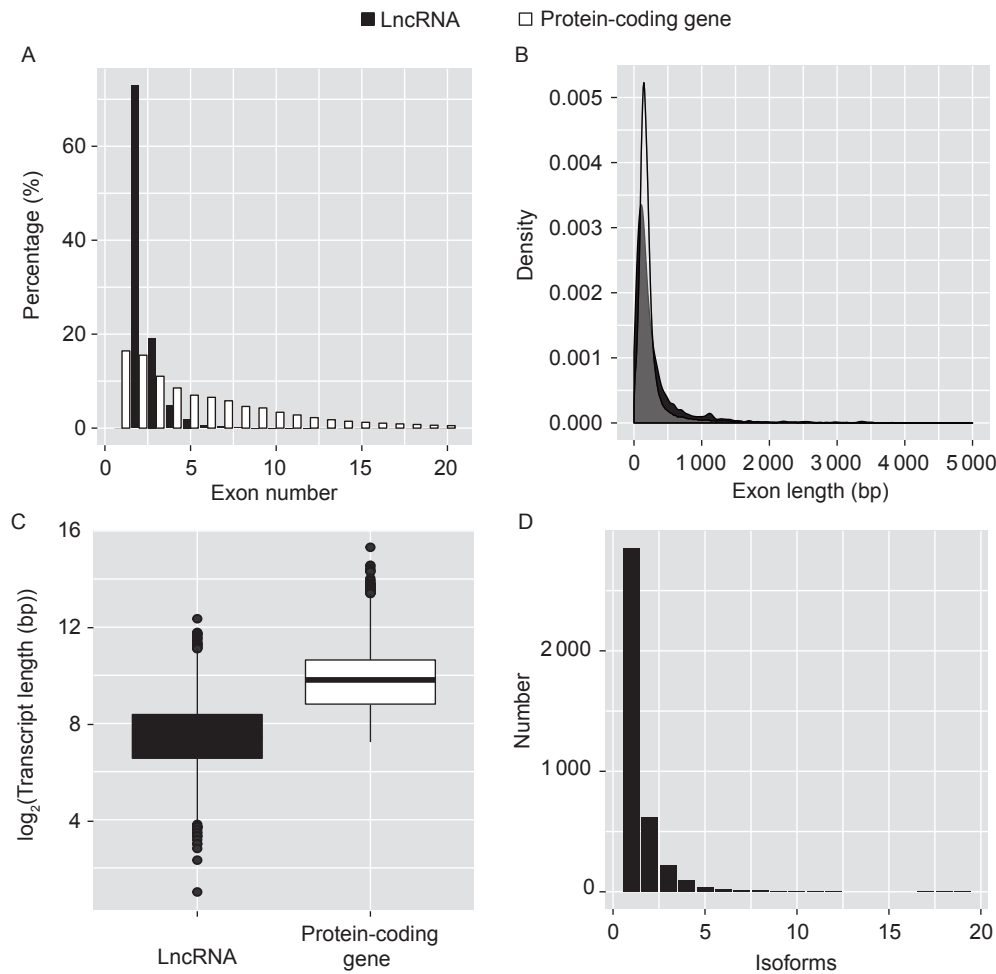 LncRNA
Protein-coding gene
A
Percentage (%)
60
40
20
0
0 5 10 15 20
Exon number
B
Density
0.005
0.004
0.003
0.002
0.001
0.000
0 1 000 2 000 3 000 4 000 5 000
Exon length (bp)
C
log₂(Transcript length (bp))
16
12
8
4
LncRNA
Protein-coding
gene
D
Number
2 000
1 000
0
0 5 10 15 20
Isoforms